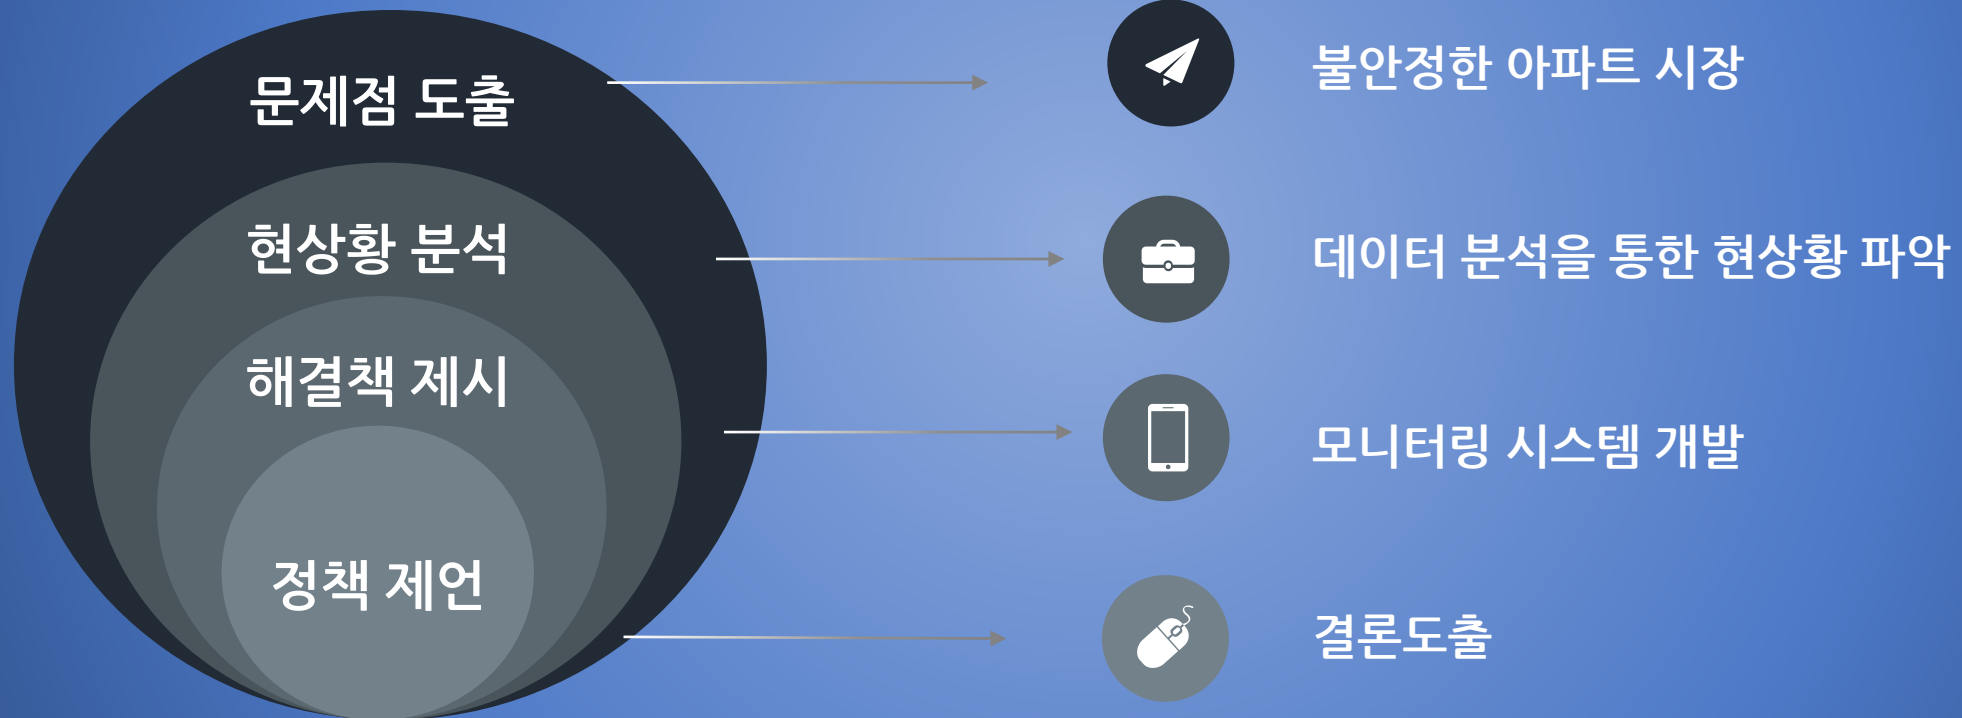 문제점 도출
불안정한 아파트 시장
현상황 분석
데이터 분석을 통한 현상황 파악
해결책 제시
모니터링 시스템 개발
정책 제언
결론도출